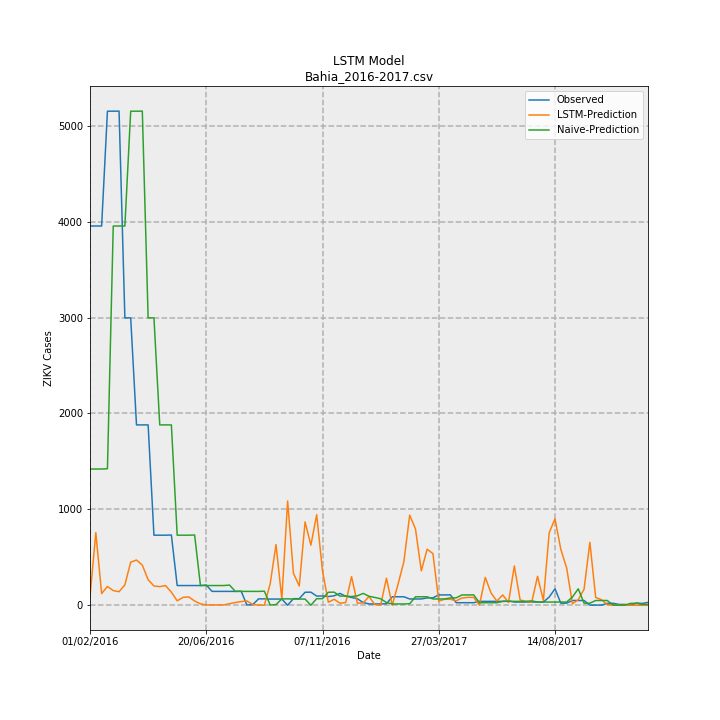 LSTM Model
Bahia_2016-2017.csv
Observed
LSTM-Prediction
Naive-Prediction
ZIKV Cases
5000
4000
3000
2000
1000
0
01/02/2016 20/06/2016 07/11/2016 27/03/2017 14/08/2017
Date